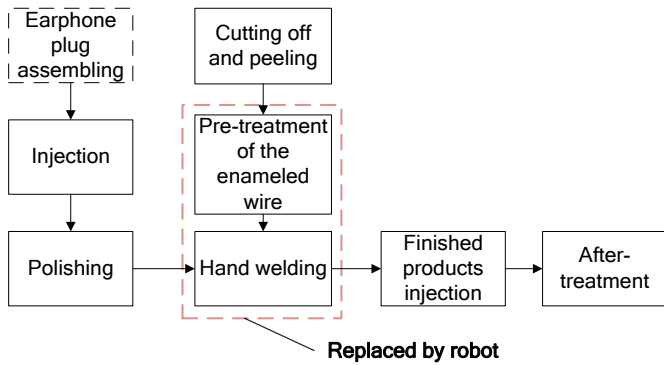 Earphone
plug
assembling
Cutting off
and peeling
Injection
Pre-treatment
of the
enameled
wire
Polishing
Hand welding
Finished
products
injection
After-
treatment
Replaced by robot